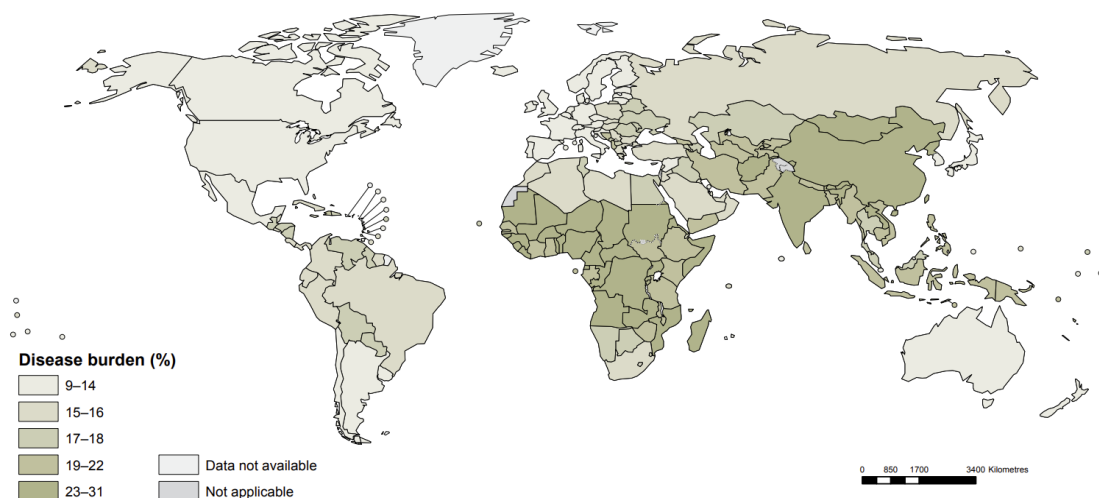 Disease burden (%)
9–14
15–16
17–18
19–22
23–31
Data not available
Not applicable
0 850 1700 3400 Kilometres